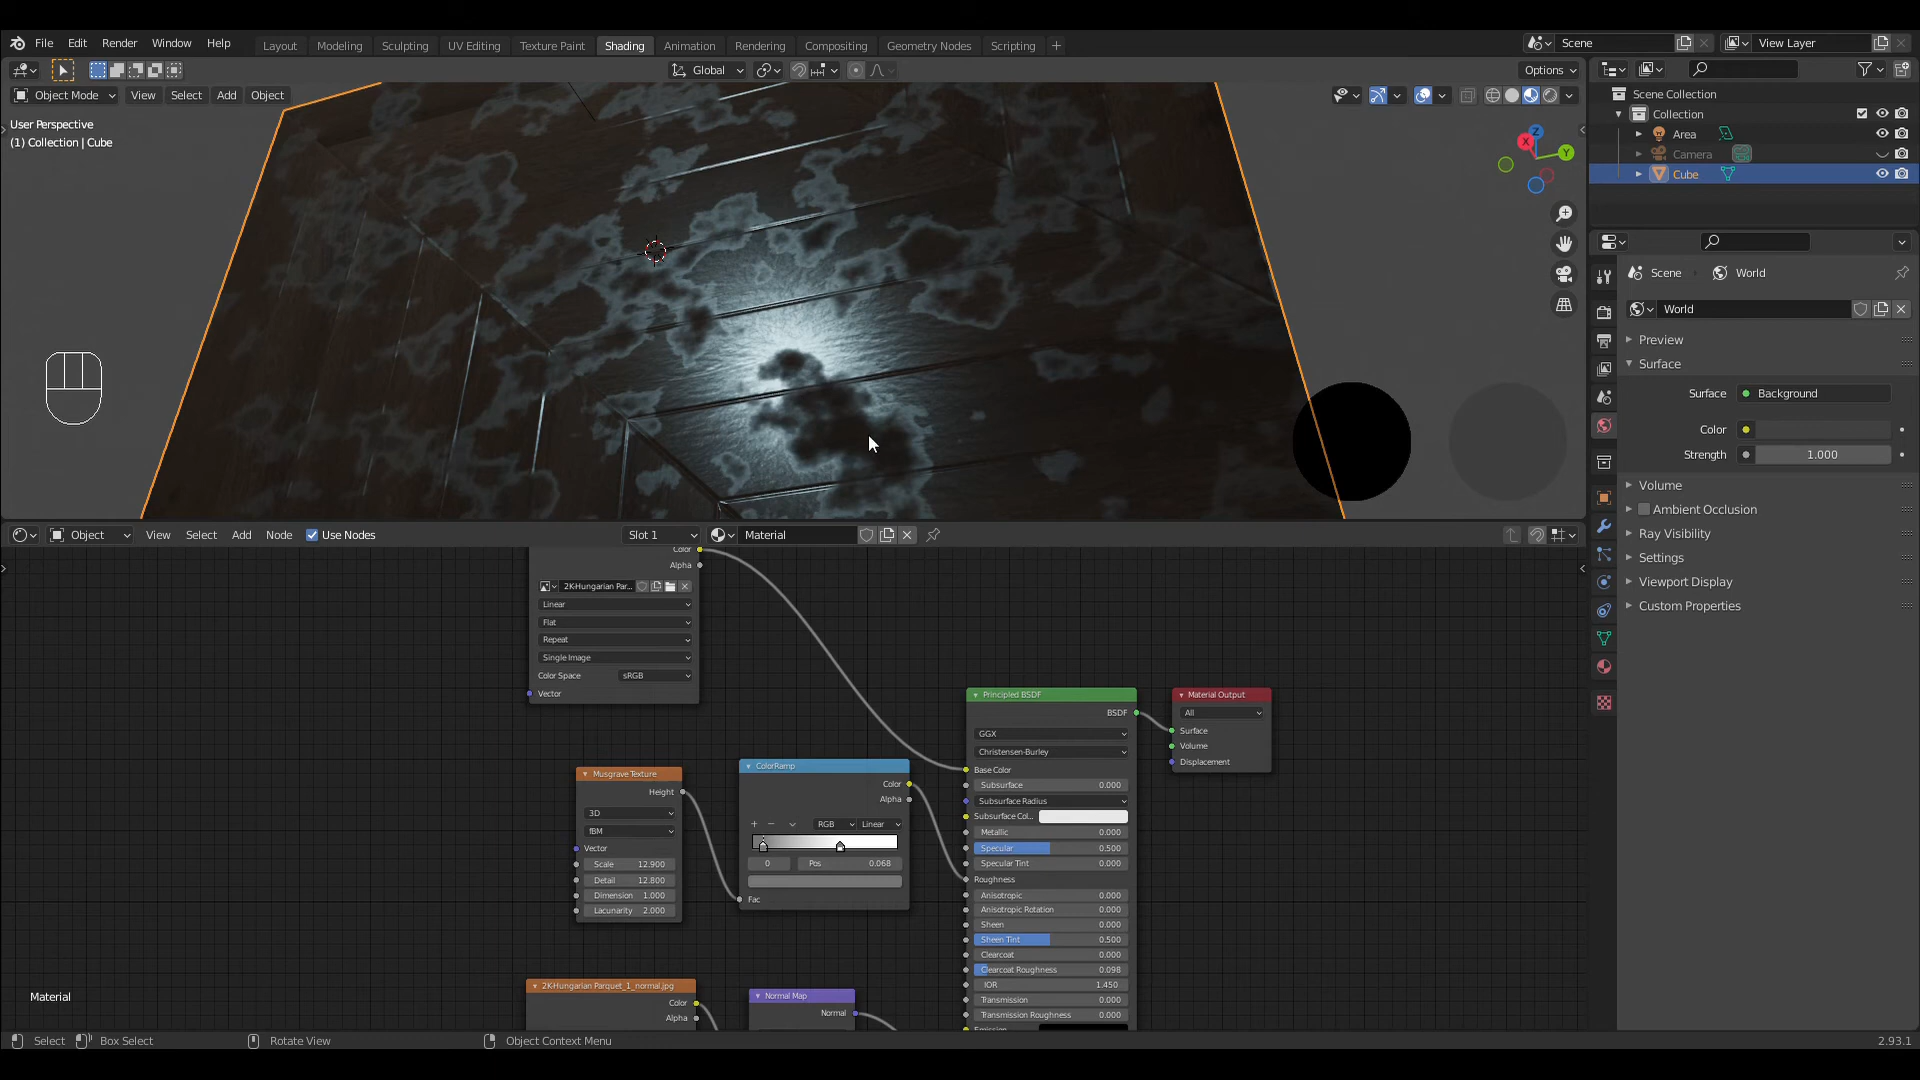 File Edit Render Window Help
Layout Modeling Sculpting UV Editing Texture Paint Shading Animation Rendering Compositing Geometry Nodes Scripting +
Scene
View Layer
Global
Options
Object Mode View Select Add Object
User Perspective
(1) Collection | Cube
X
Y
Z
Scene Collection
Collection
Area
Camera
Cube
Scene World
World
Preview
Surface
Surface Background
Color
Strength 1.000
Volume
Ambient Occlusion
Ray Visibility
Settings
Viewport Display
Custom Properties
Object View Select Add Node Use Nodes Slot 1 Material
Color
Alpha
2K-Hungarian Par...
Linear
Flat
Repeat
Single Image
Color Space sRGB
Vector
Musgrave Texture
Height
3D
fBM
Vector
Scale 12.900
Detail 12.800
Dimension 1.000
Lacunarity 2.000
ColorRamp
Color
Alpha
+ − RGB Linear
0 Pos 0.068
Fac
Principled BSDF
BSDF
GGX
Christensen-Burley
Base Color
Subsurface 0.000
Subsurface Radius
Subsurface Col...
Metallic 0.000
Specular 0.500
Specular Tint 0.000
Roughness
Anisotropic 0.000
Anisotropic Rotation 0.000
Sheen 0.000
Sheen Tint 0.500
Clearcoat 0.000
Clearcoat Roughness 0.098
IOR 1.450
Transmission 0.000
Transmission Roughness 0.000
Emission
Material Output
All
Surface
Volume
Displacement
2K-Hungarian Parquet_1_normal.jpg
Color
Alpha
Normal Map
Normal
Material
Select Box Select Rotate View Object Context Menu 2.93.1